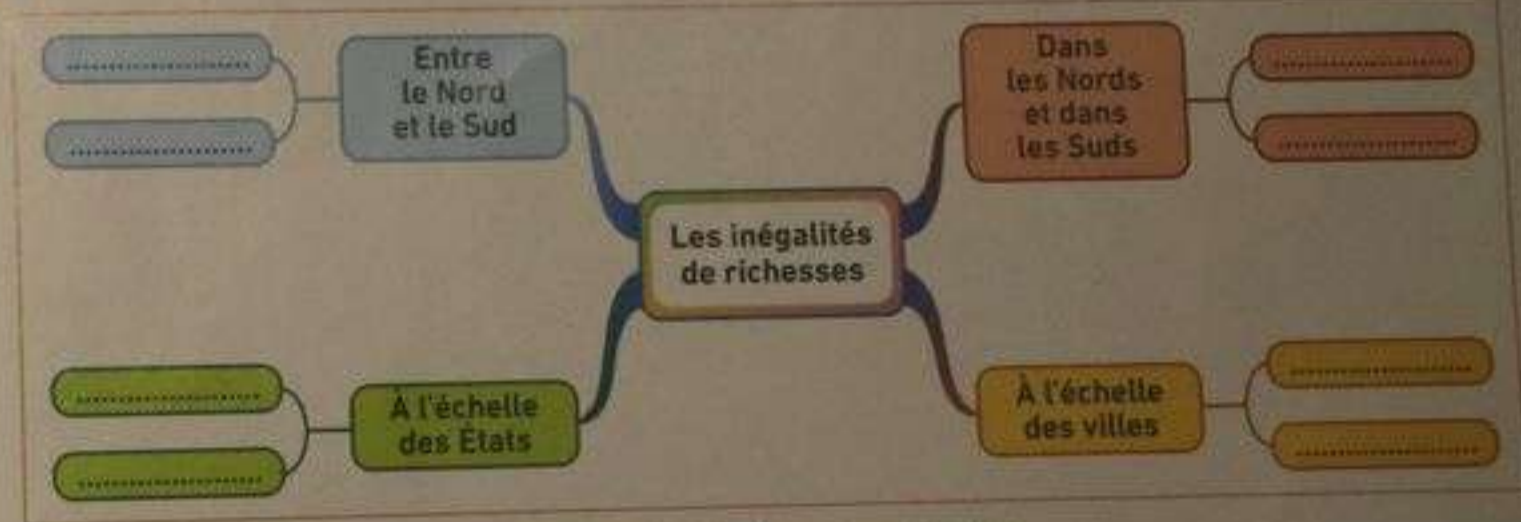 Entre
le Nord
et le Sud
Dans
les Nords
et dans
les Suds
Les inégalités
de richesses
À l'échelle
des États
À l'échelle
des villes